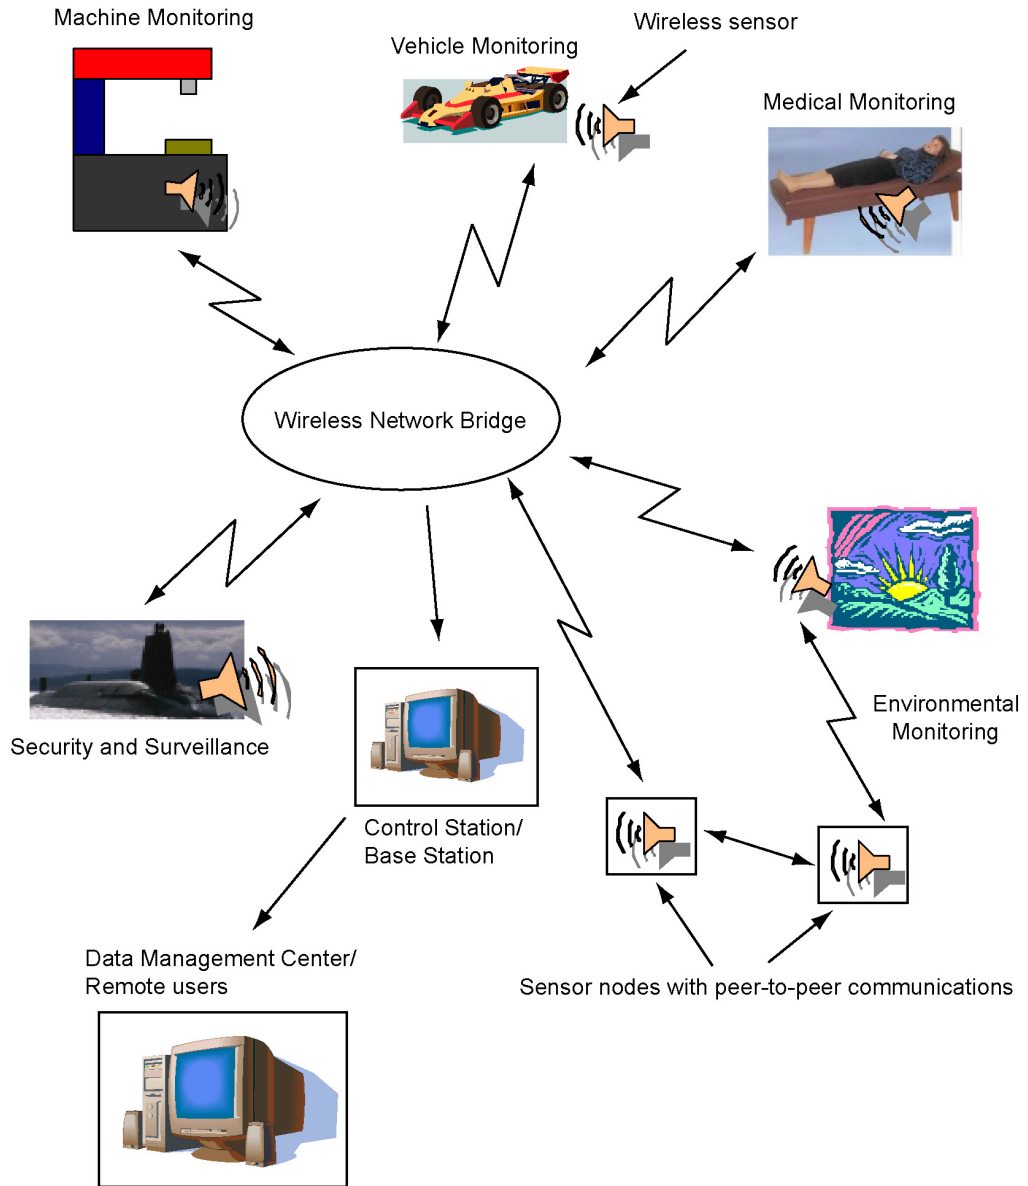 Machine Monitoring
Vehicle Monitoring
Wireless sensor
Medical Monitoring
Wireless Network Bridge
Security and Surveillance
Environmental
Monitoring
Control Station/
Base Station
Data Management Center/
Remote users
Sensor nodes with peer-to-peer communications